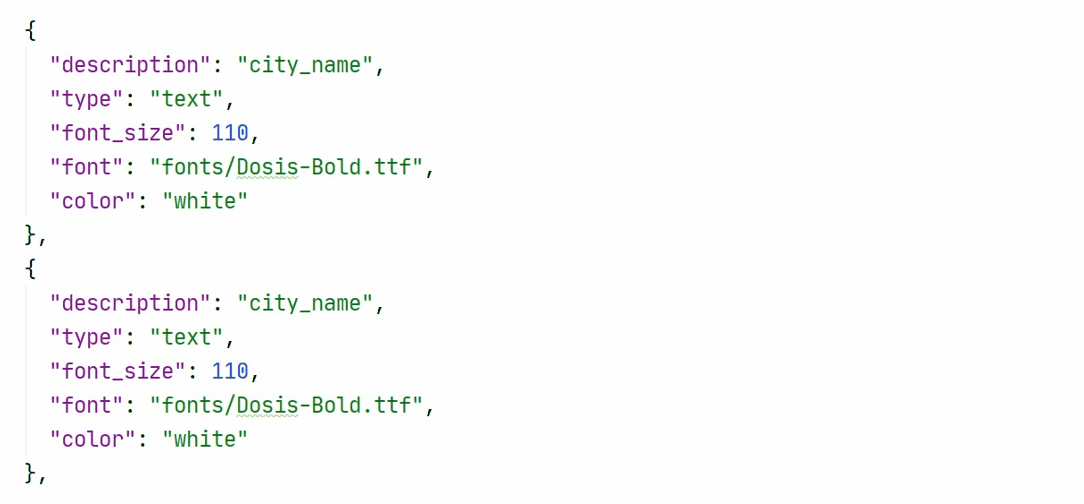 {
"description": "city_name",
"type": "text",
"font_size": 110,
"font": "fonts/Dosis-Bold.ttf",
"color": "white"
},
{
"description": "city_name",
"type": "text",
"font_size": 110,
"font": "fonts/Dosis-Bold.ttf",
"color": "white"
},